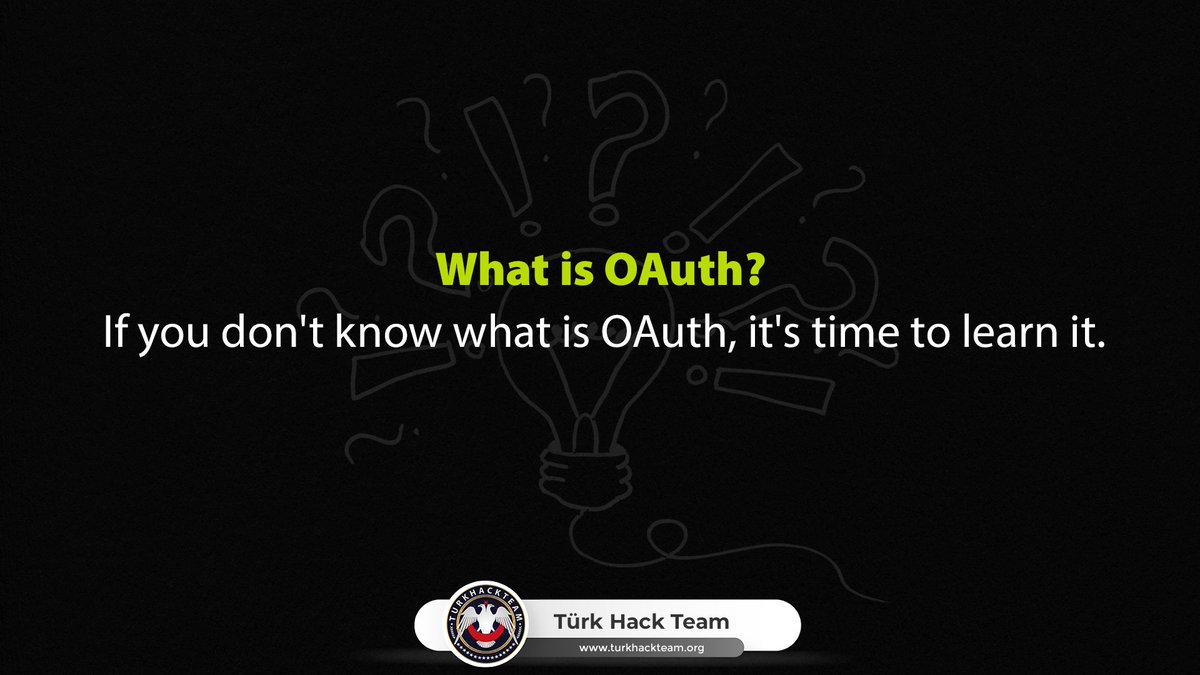 What is OAuth?
If you don't know what is OAuth, it's time to learn it.
TURKHACKTEAM
Türk Hack Team
www.turkhackteam.org